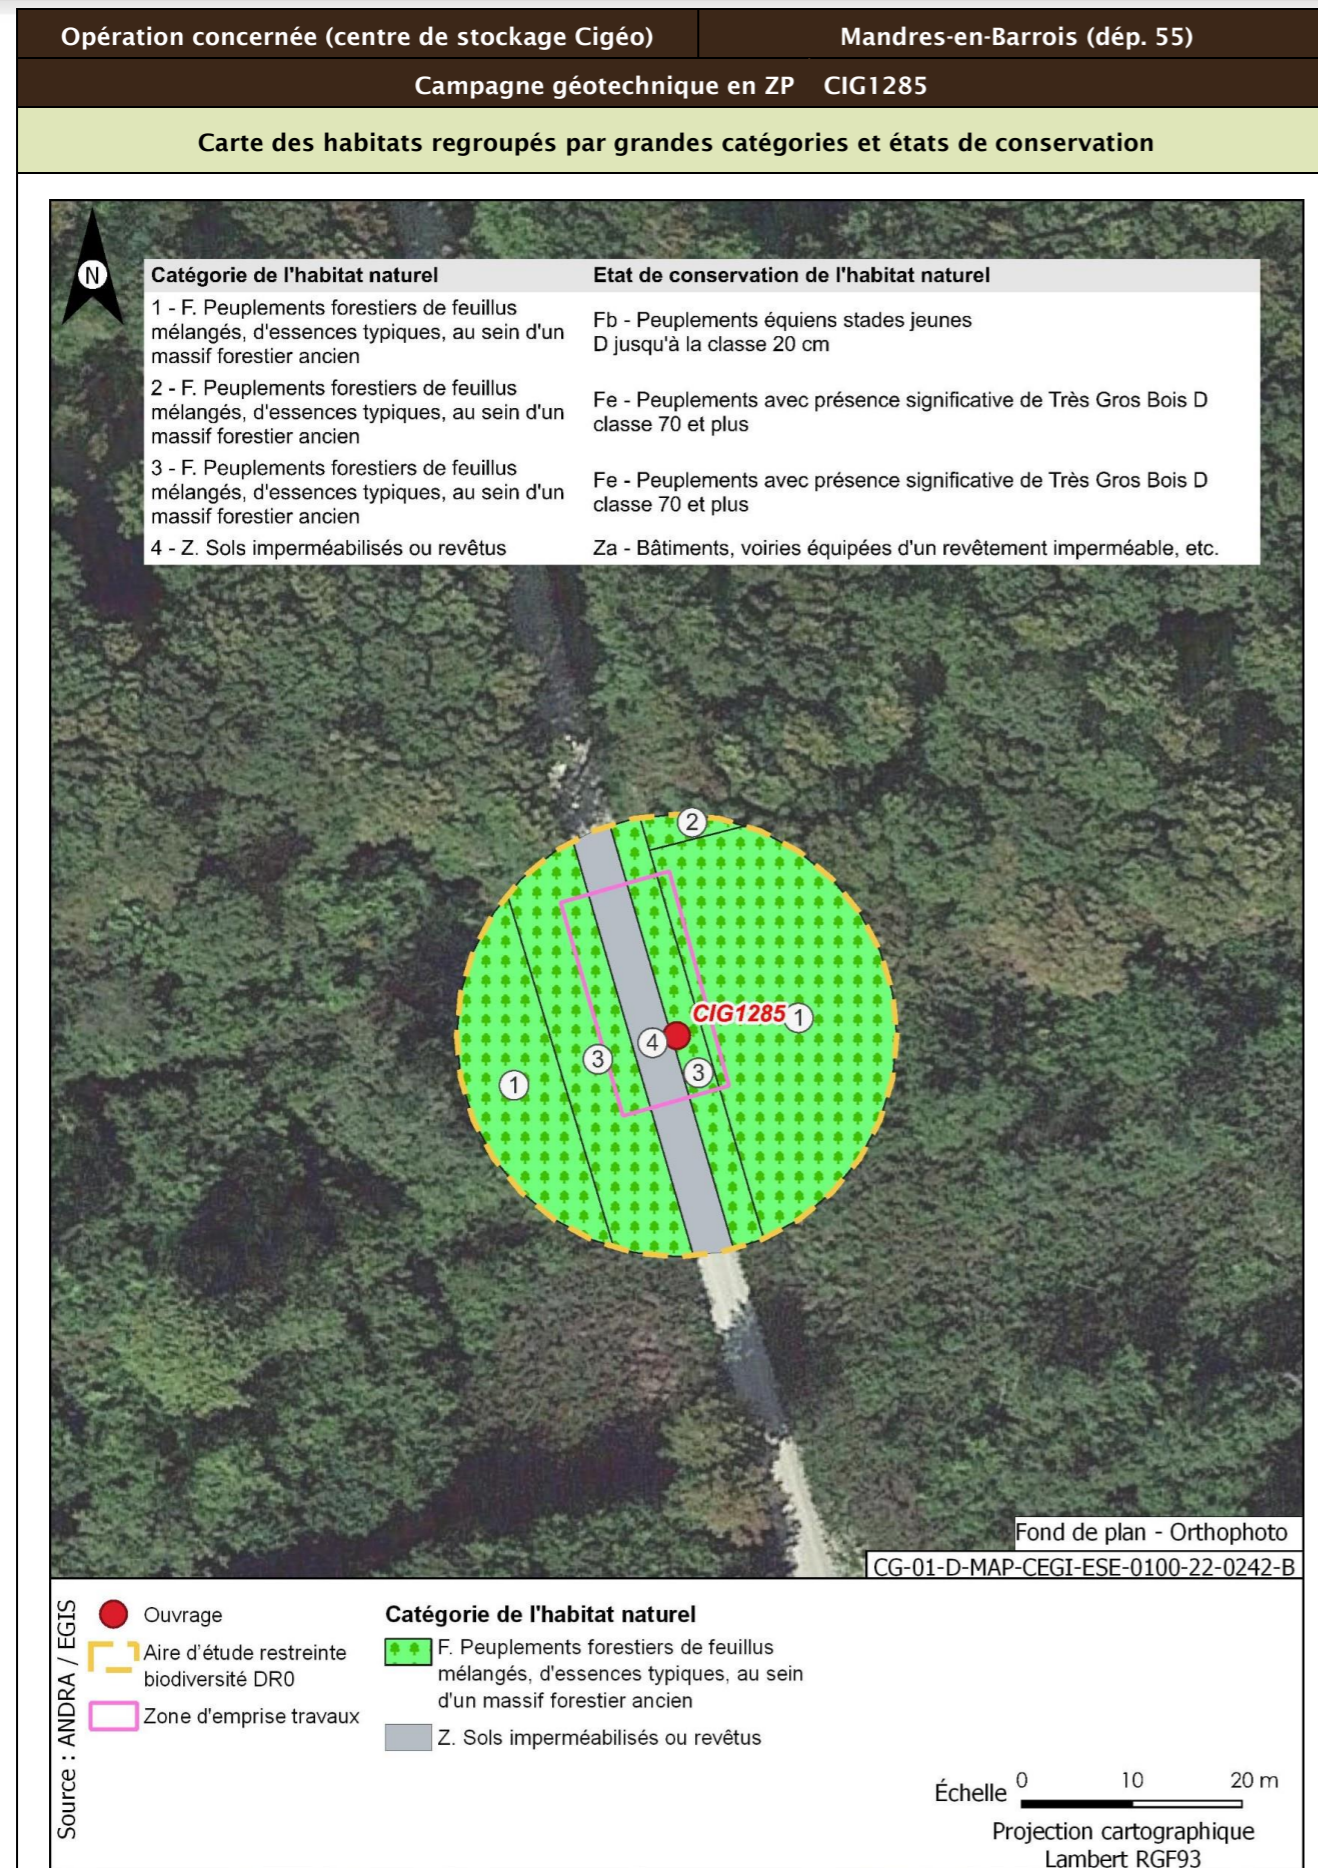 Opération concernée (centre de stockage Cigéo)
Mandres-en-Barrois (dép. 55)
Campagne géotechnique en ZP CIG1285
Carte des habitats regroupés par grandes catégories et états de conservation
N
Catégorie de l'habitat naturel
Etat de conservation de l'habitat naturel
1 - F. Peuplements forestiers de feuillus
mélangés, d'essences typiques, au sein d'un
massif forestier ancien
Fb - Peuplements équiens stades jeunes
D jusqu'à la classe 20 cm
2 - F. Peuplements forestiers de feuillus
mélangés, d'essences typiques, au sein d'un
massif forestier ancien
Fe - Peuplements avec présence significative de Très Gros Bois D
classe 70 et plus
3 - F. Peuplements forestiers de feuillus
mélangés, d'essences typiques, au sein d'un
massif forestier ancien
Fe - Peuplements avec présence significative de Très Gros Bois D
classe 70 et plus
4 - Z. Sols imperméabilisés ou revêtus
Za - Bâtiments, voiries équipées d'un revêtement imperméable, etc.
2
CIG1285
1
4
3
3
1
Fond de plan - Orthophoto
CG-01-D-MAP-CEGI-ESE-0100-22-0242-B
Source : ANDRA / EGIS
Ouvrage
Aire d'étude restreinte
biodiversité DR0
Zone d'emprise travaux
Catégorie de l'habitat naturel
F. Peuplements forestiers de feuillus
mélangés, d'essences typiques, au sein
d'un massif forestier ancien
Z. Sols imperméabilisés ou revêtus
Échelle 0 10 20 m
Projection cartographique
Lambert RGF93